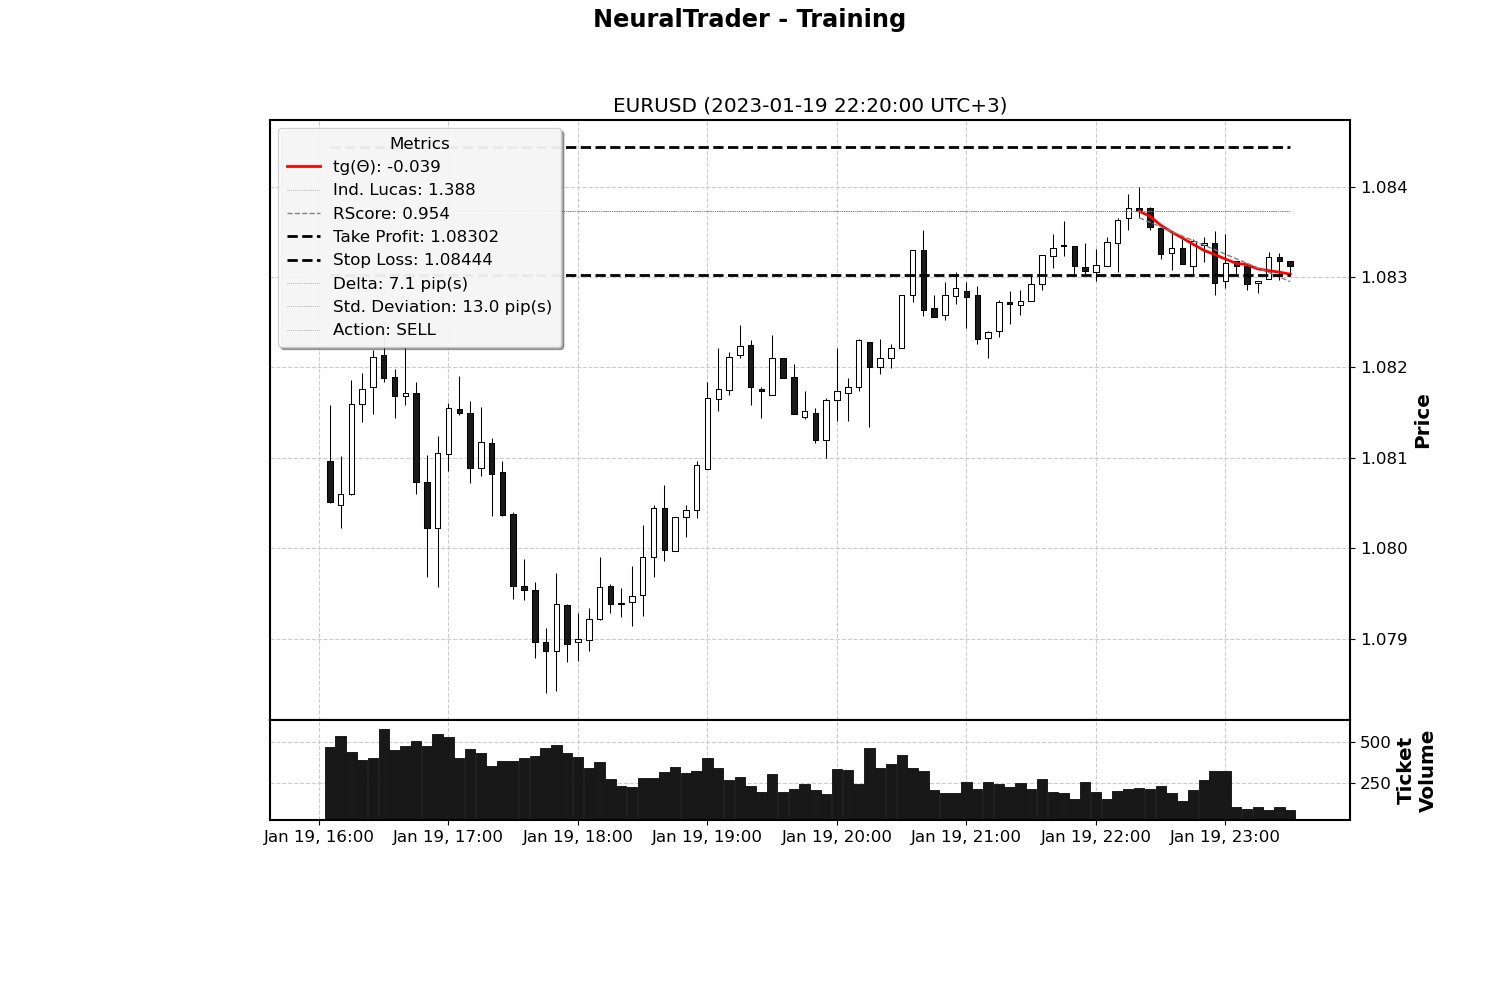 NeuralTrader - Training
EURUSD (2023-01-19 22:20:00 UTC+3)
Metrics
tg(Θ): -0.039
Ind. Lucas: 1.388
RScore: 0.954
Take Profit: 1.08302
Stop Loss: 1.08444
Delta: 7.1 pip(s)
Std. Deviation: 13.0 pip(s)
Action: SELL
1.084
1.083
1.082
1.081
1.080
1.079
Price
500
250
Ticket
Volume
Jan 19, 16:00
Jan 19, 17:00
Jan 19, 18:00
Jan 19, 19:00
Jan 19, 20:00
Jan 19, 21:00
Jan 19, 22:00
Jan 19, 23:00